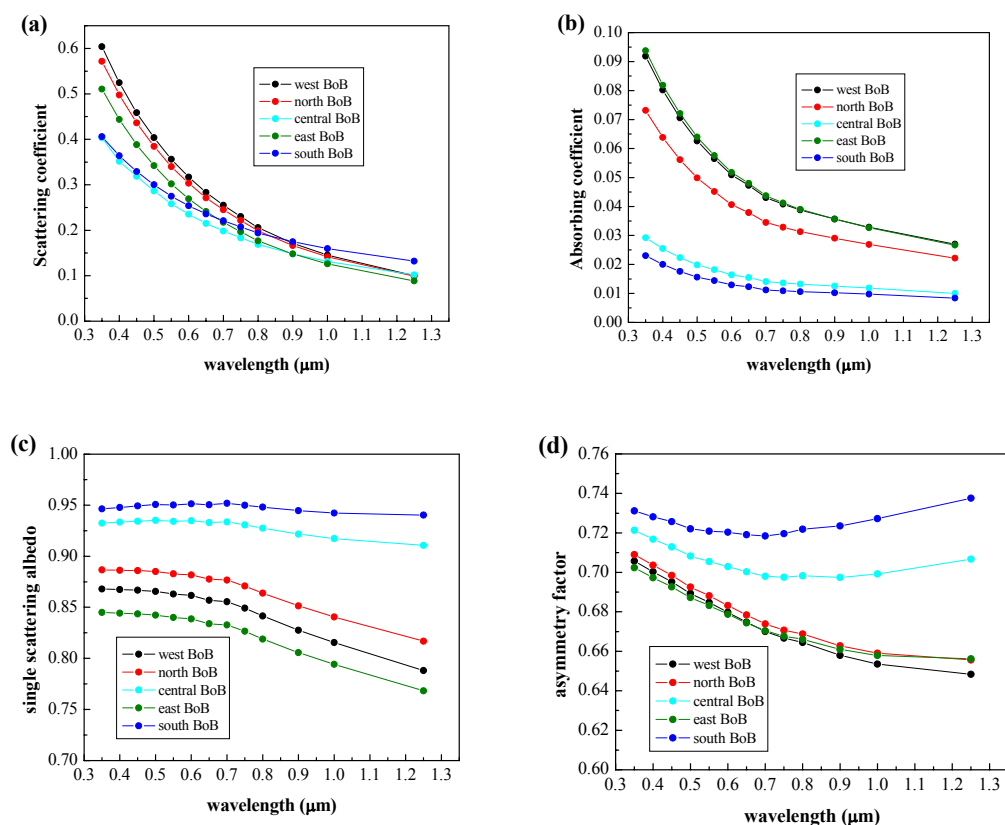 (a)
Scattering coefficient
0.6
0.5
0.4
0.3
0.2
0.1
0.0
west BoB
north BoB
central BoB
east BoB
south BoB
0.3 0.4 0.5 0.6 0.7 0.8 0.9 1.0 1.1 1.2 1.3
wavelength (μm)
(b)
Absorbing coefficient
0.10
0.09
0.08
0.07
0.06
0.05
0.04
0.03
0.02
0.01
0.00
west BoB
north BoB
central BoB
east BoB
south BoB
0.3 0.4 0.5 0.6 0.7 0.8 0.9 1.0 1.1 1.2 1.3
wavelength (μm)
(c)
single scattering albedo
1.00
0.95
0.90
0.85
0.80
0.75
0.70
west BoB
north BoB
central BoB
east BoB
south BoB
0.3 0.4 0.5 0.6 0.7 0.8 0.9 1.0 1.1 1.2 1.3
wavelength (μm)
(d)
asymmetry factor
0.76
0.74
0.72
0.70
0.68
0.66
0.64
0.62
0.60
west BoB
north BoB
central BoB
east BoB
south BoB
0.3 0.4 0.5 0.6 0.7 0.8 0.9 1.0 1.1 1.2 1.3
wavelength (μm)